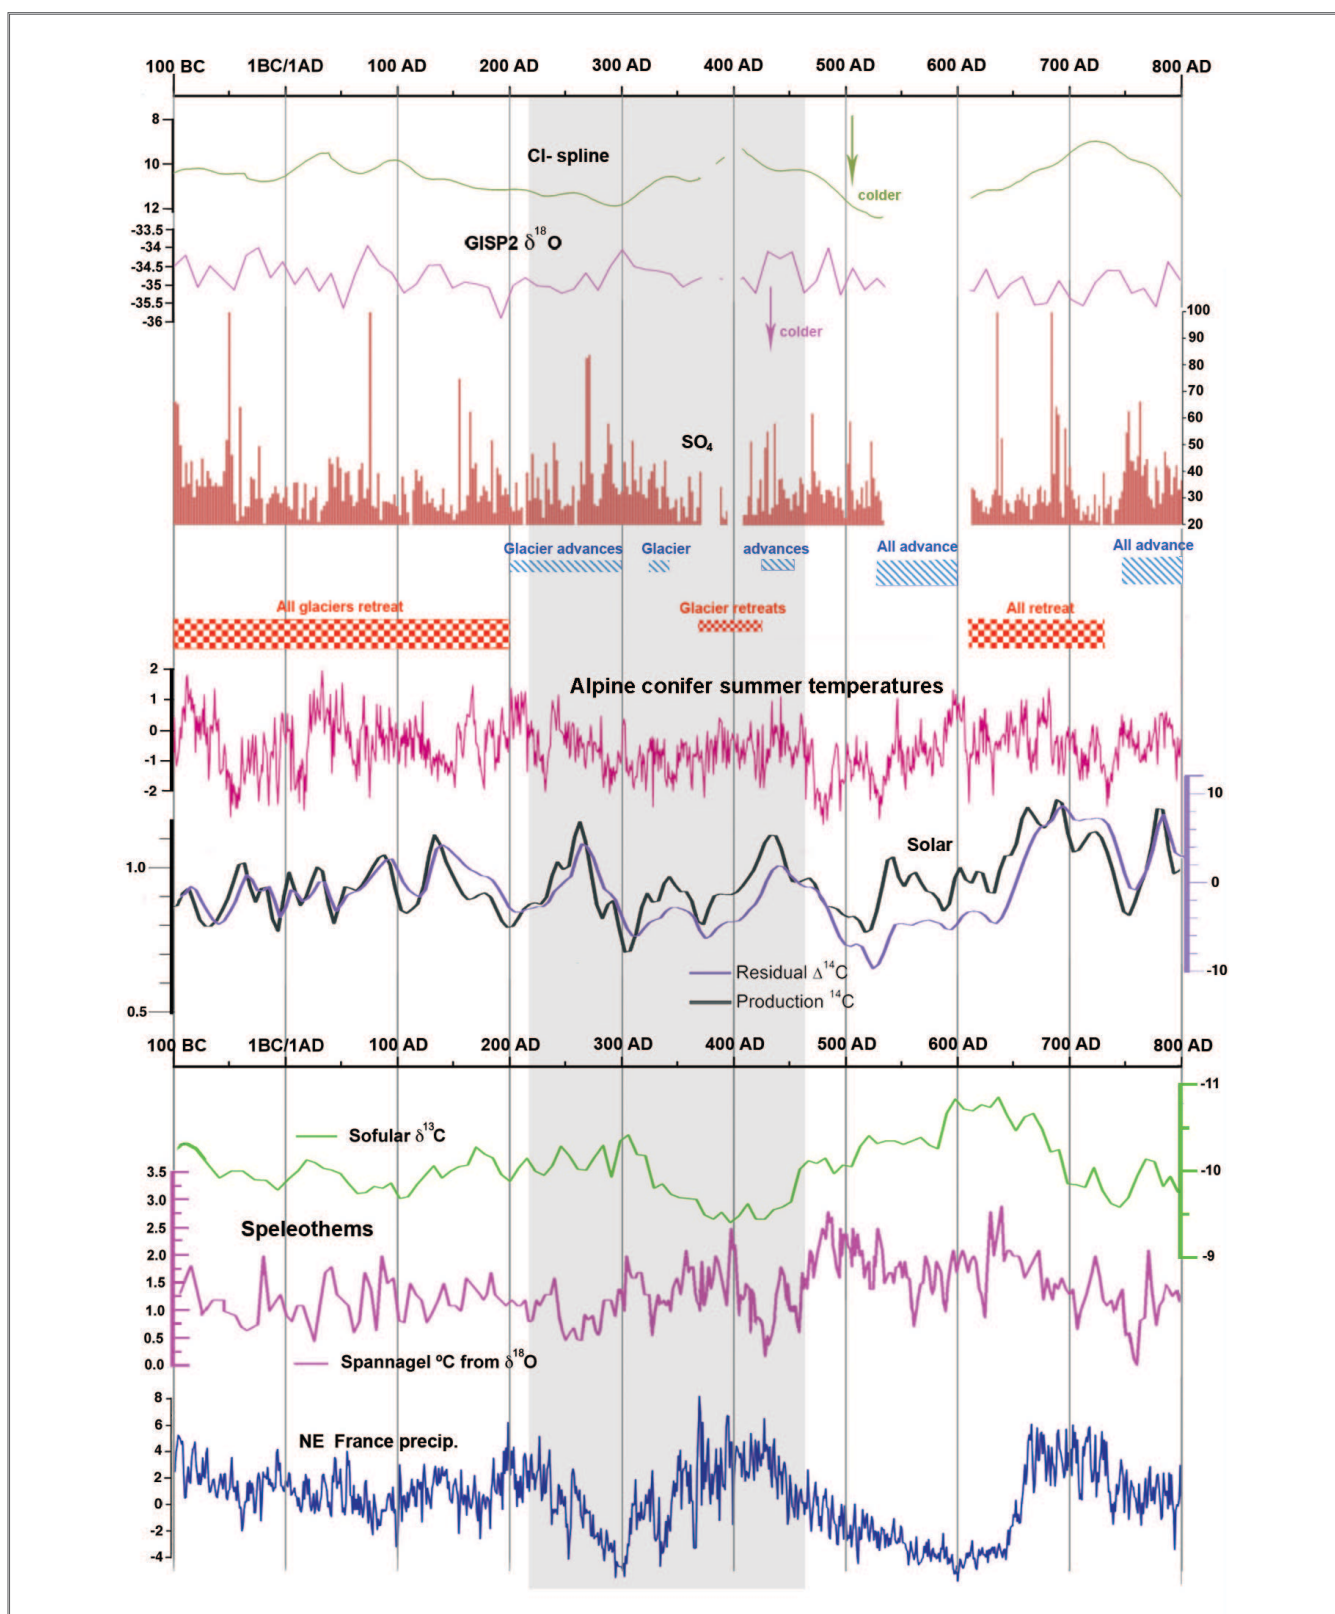 100 BC 1BC/1AD 100 AD 200 AD 300 AD 400 AD 500 AD 600 AD 700 AD 800 AD
8
Cl- spline
10
colder
12
-33.5
GISP2 δ18O
-34
-34.5
-35
-35.5
-36
colder
100
90
80
70
60
50
40
30
20
SO4
Glacier advances Glacier advances All advance All advance
All glaciers retreat Glacier retreats All retreat
2
1
0
-1
-2
Alpine conifer summer temperatures
10
0
-10
Solar
1.0
0.5
Residual Δ14C
Production 14C
100 BC 1BC/1AD 100 AD 200 AD 300 AD 400 AD 500 AD 600 AD 700 AD 800 AD
-11
-10
-9
Sofular δ13C
3.5
3.0
2.5
2.0
1.5
1.0
0.5
0.0
Speleothems
Spannagel ºC from δ18O
8
6
4
2
0
-2
-4
NE France precip.